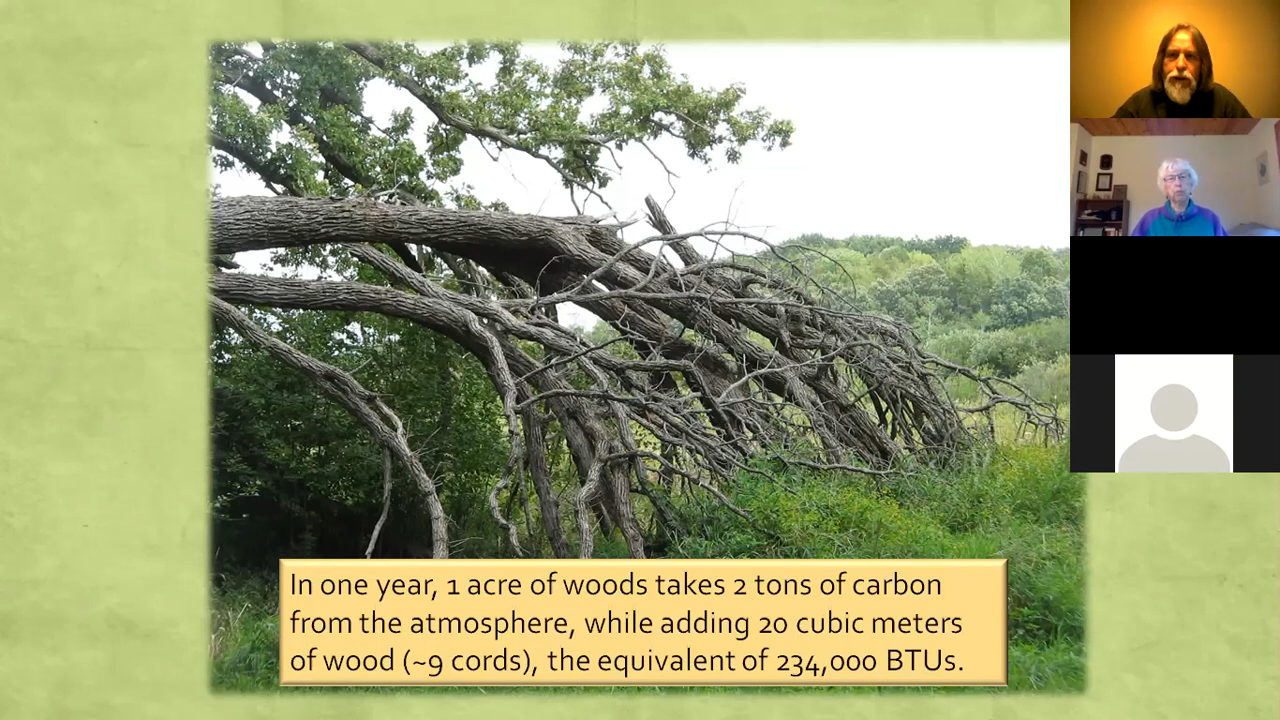 In one year, 1 acre of woods takes 2 tons of carbon
from the atmosphere, while adding 20 cubic meters
of wood (~9 cords), the equivalent of 234,000 BTUs.